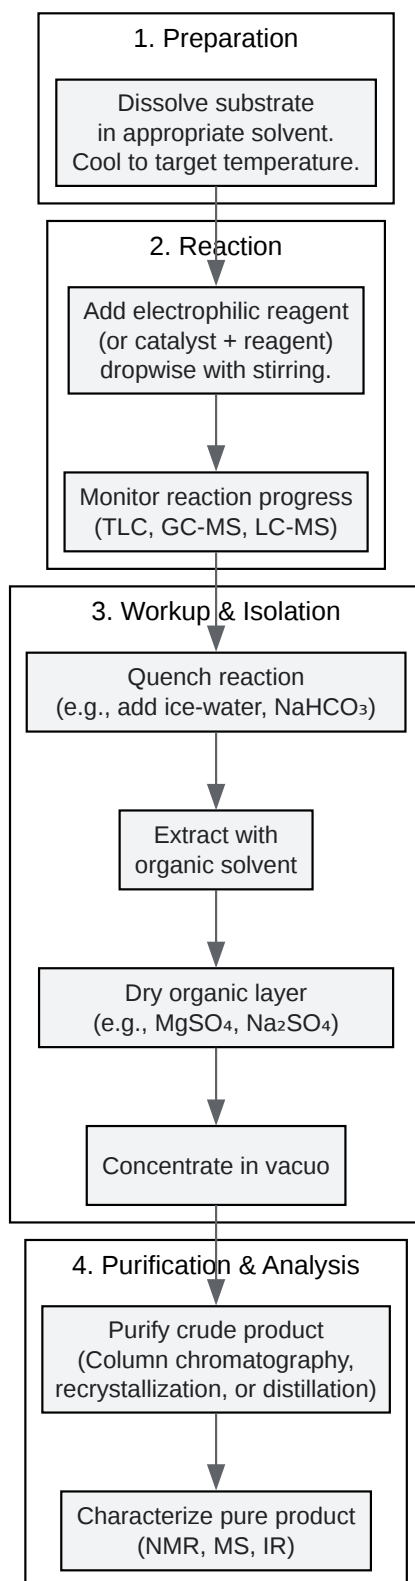 1. Preparation
Dissolve substrate
in appropriate solvent.
Cool to target temperature.
2. Reaction
Add electrophilic reagent
(or catalyst + reagent)
dropwise with stirring.
Monitor reaction progress
(TLC, GC-MS, LC-MS)
3. Workup & Isolation
Quench reaction
(e.g., add ice-water, NaHCO₃)
Extract with
organic solvent
Dry organic layer
(e.g., MgSO₄, Na₂SO₄)
Concentrate in vacuo
4. Purification & Analysis
Purify crude product
(Column chromatography,
recrystallization, or distillation)
Characterize pure product
(NMR, MS, IR)